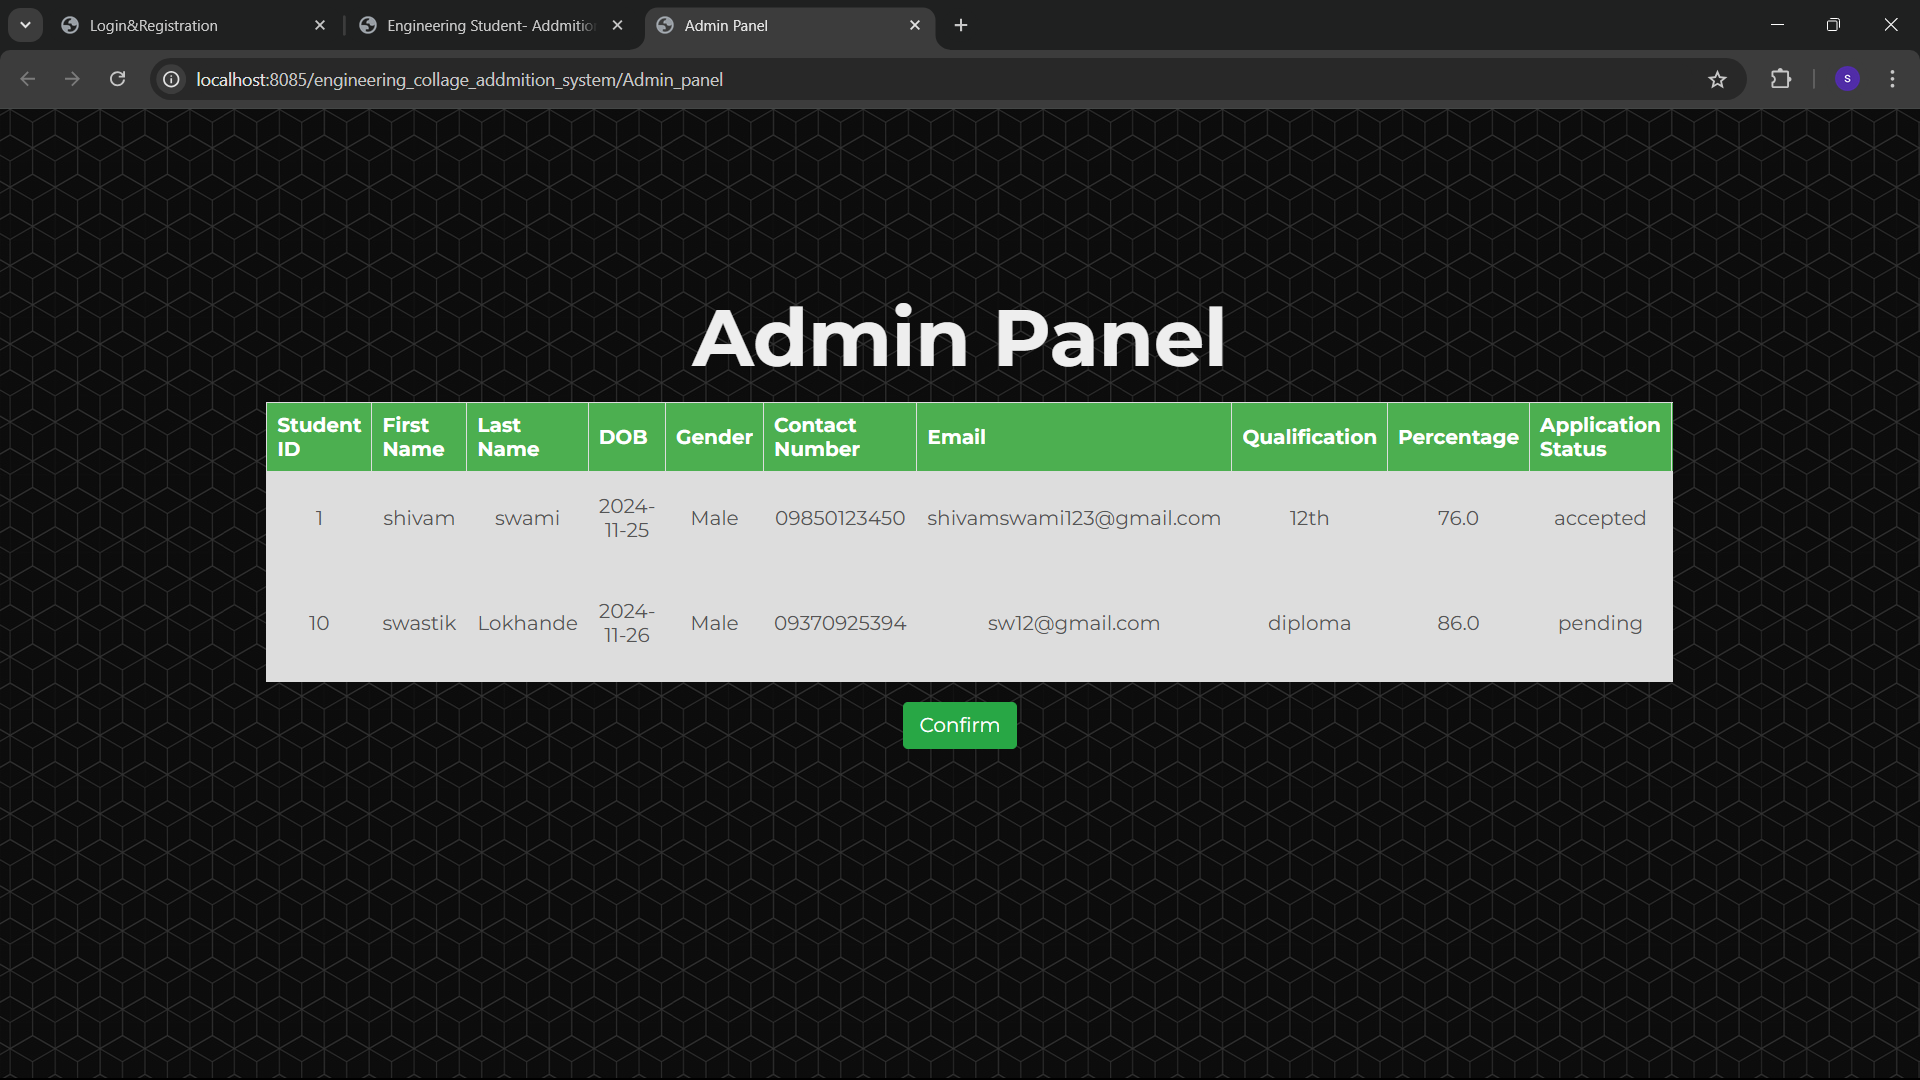 Login&Registration
Engineering Student- Addmitio
Admin Panel
localhost:8085/engineering_collage_addmition_system/Admin_panel
S
Admin Panel
Student ID First Name Last Name DOB Gender Contact Number Email Qualification Percentage Application Status
1 shivam swami 2024-11-25 Male 09850123450 shivamswami123@gmail.com 12th 76.0 accepted
10 swastik Lokhande 2024-11-26 Male 09370925394 sw12@gmail.com diploma 86.0 pending
Confirm